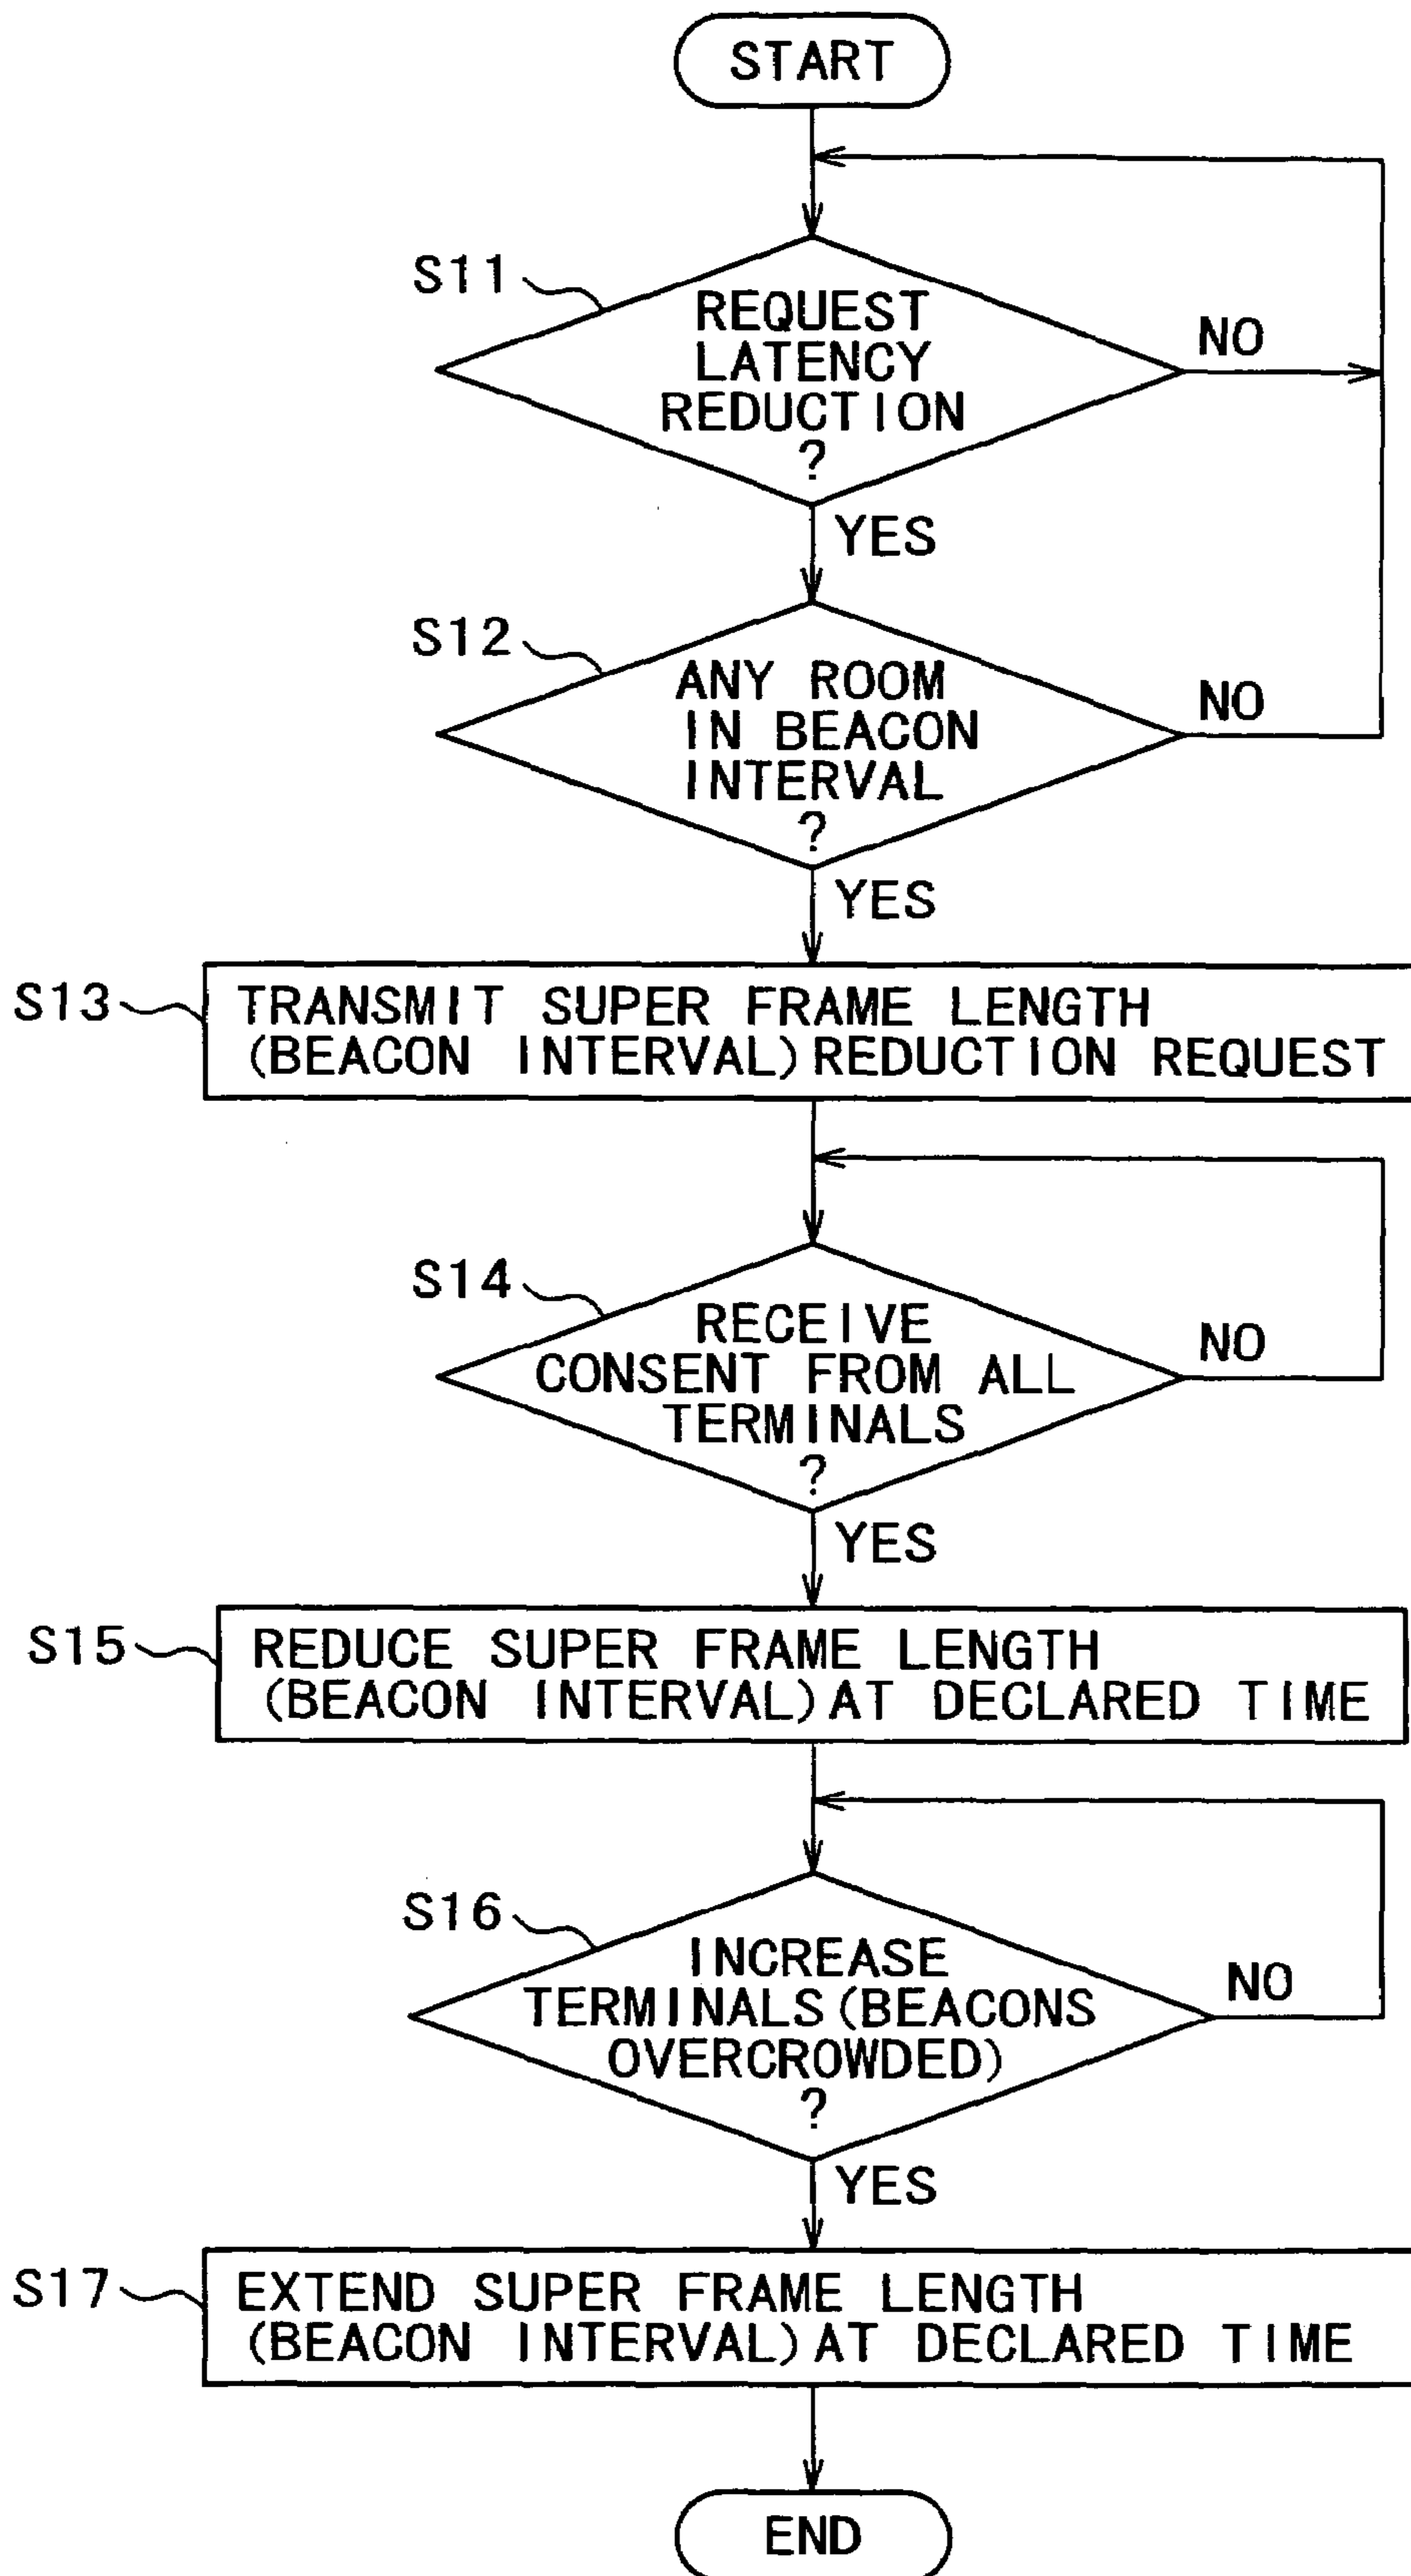 START
S11
REQUEST
LATENCY
REDUCTION
?
NO
YES
S12
ANY ROOM
IN BEACON
INTERVAL
?
NO
YES
S13
TRANSMIT SUPER FRAME LENGTH
(BEACON INTERVAL) REDUCTION REQUEST
S14
RECEIVE
CONSENT FROM ALL
TERMINALS
?
NO
YES
S15
REDUCE SUPER FRAME LENGTH
(BEACON INTERVAL) AT DECLARED TIME
S16
INCREASE
TERMINALS (BEACONS
OVERCROWDED)
?
NO
YES
S17
EXTEND SUPER FRAME LENGTH
(BEACON INTERVAL) AT DECLARED TIME
END